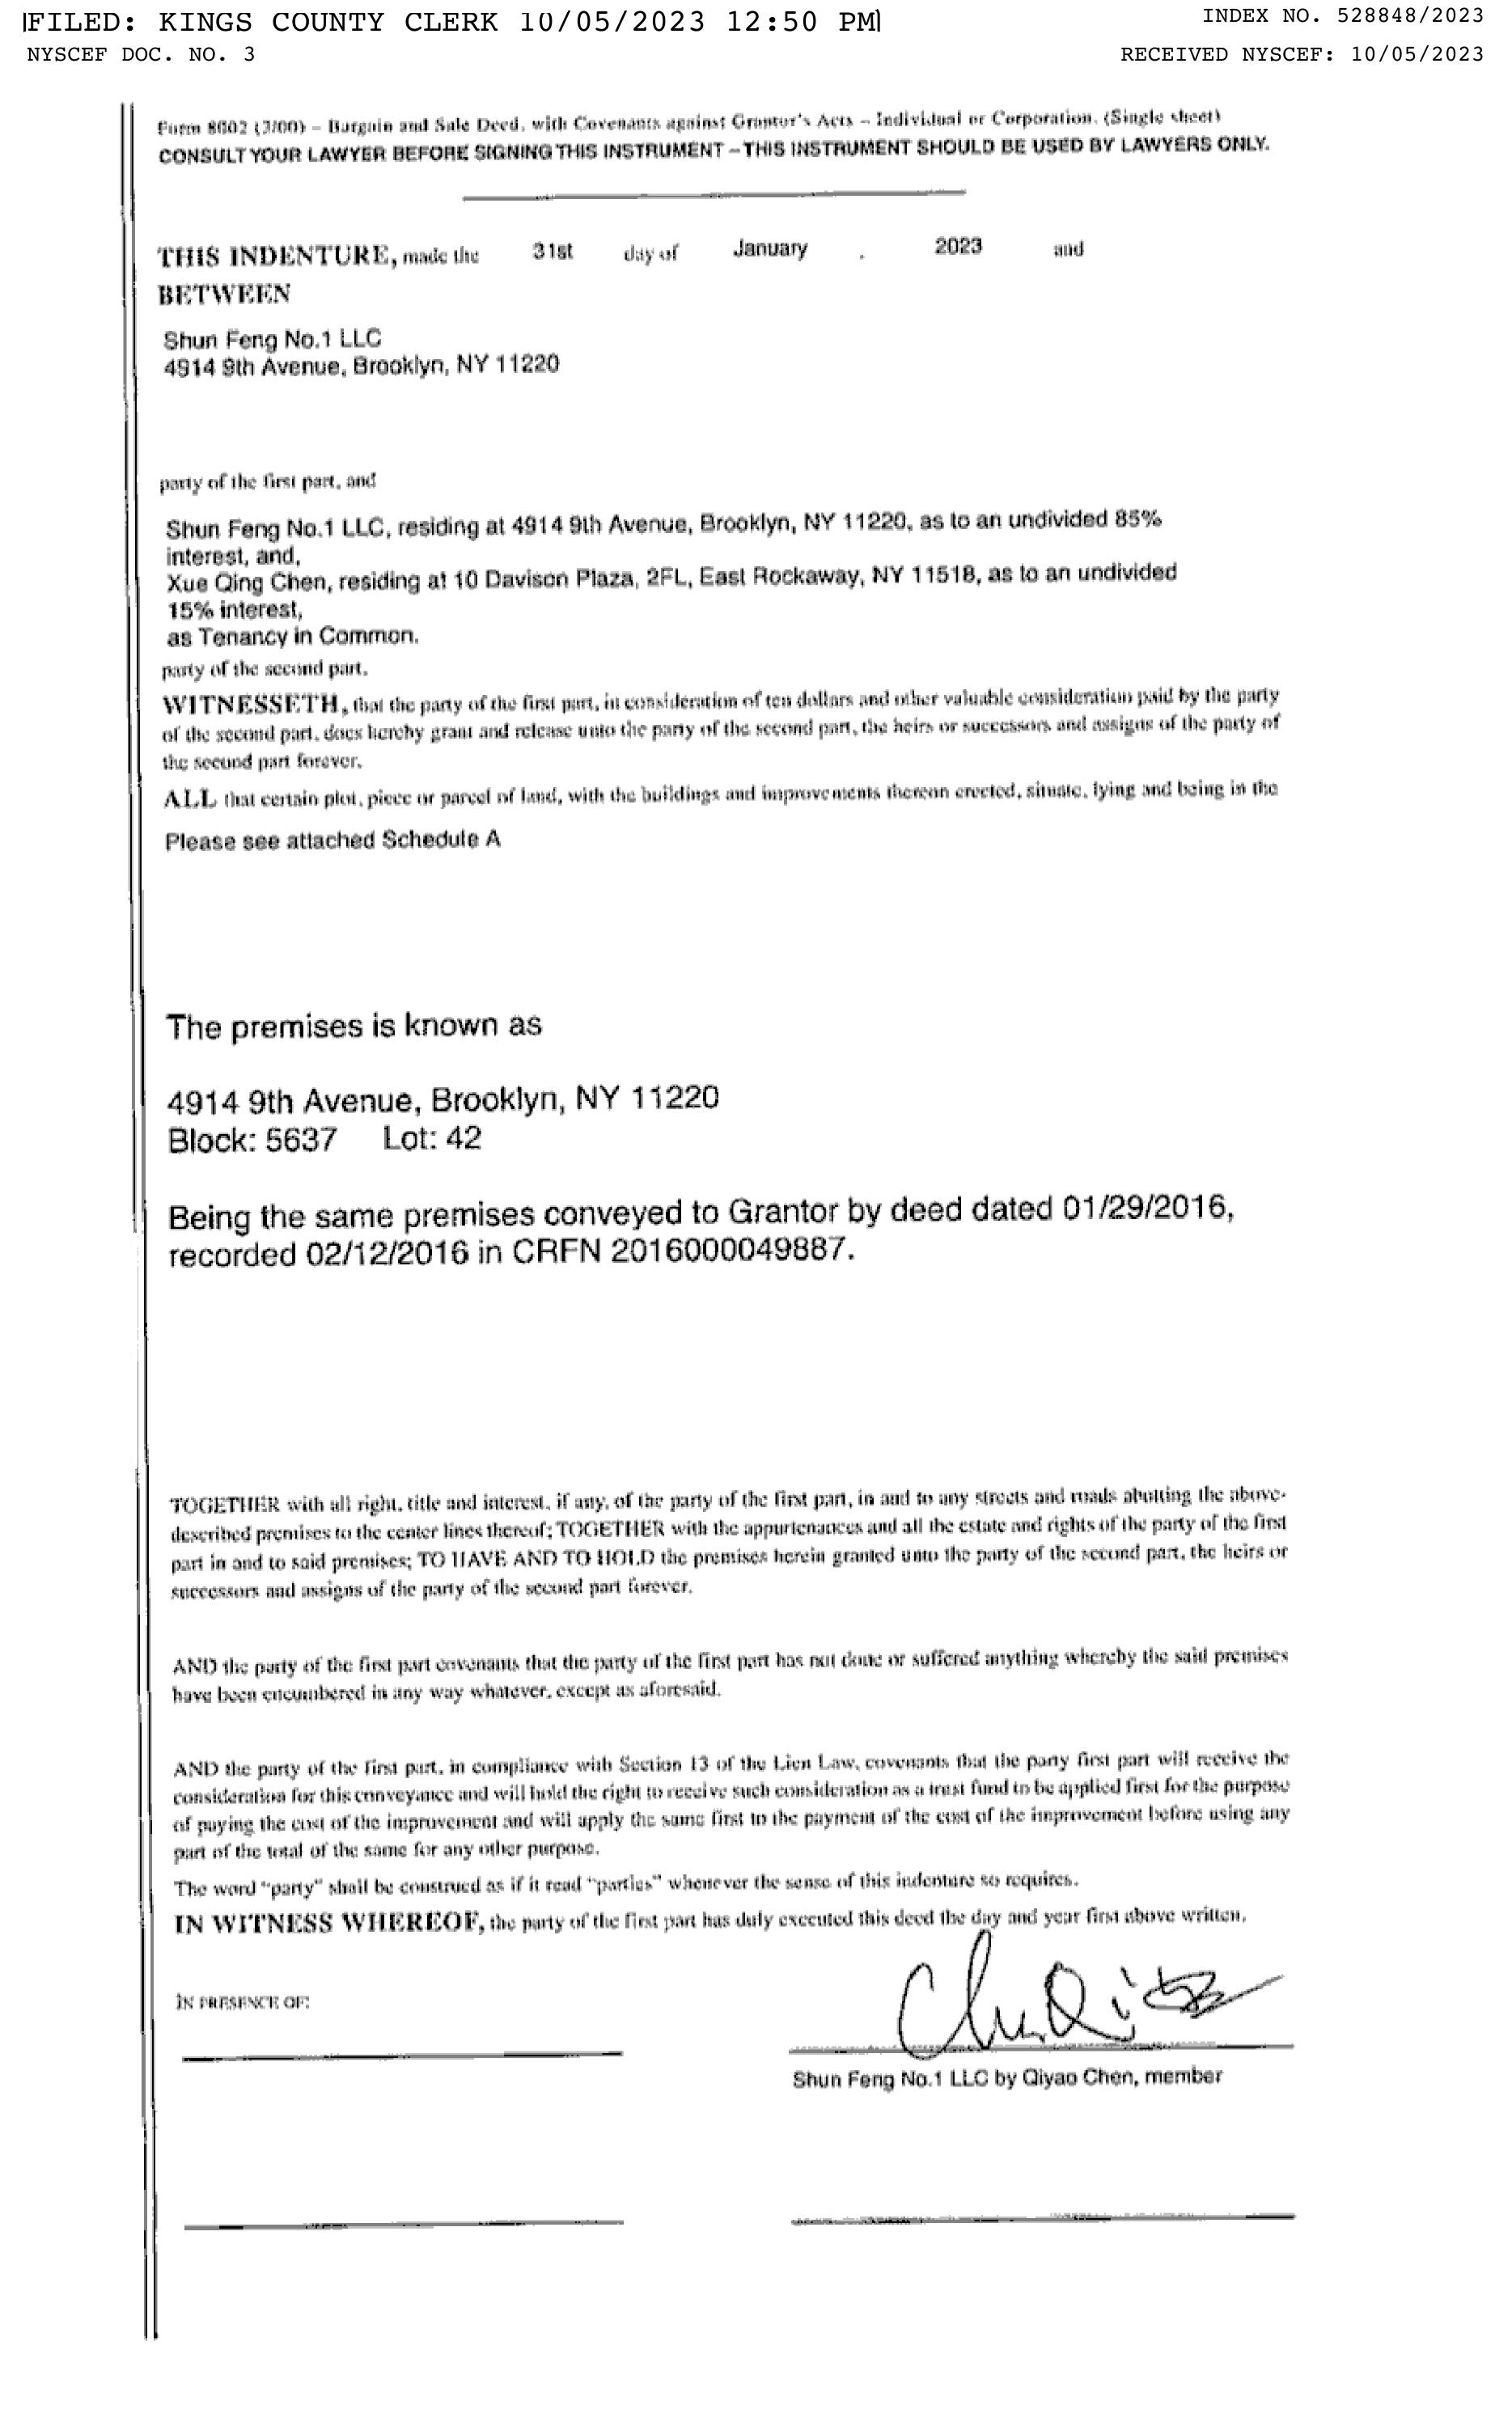 FILED: KINGS COUNTY CLERK 10/05/2023 12:50 PM
INDEX NO. 528848/2023
NYSCEF DOC. NO. 3
RECEIVED NYSCEF: 10/05/2023
Form 8002 (3/00) – Bargain and Sale Deed, with Covenants against Grantor's Acts – Individual or Corporation. (Single sheet)
CONSULT YOUR LAWYER BEFORE SIGNING THIS INSTRUMENT – THIS INSTRUMENT SHOULD BE USED BY LAWYERS ONLY.
THIS INDENTURE, made the 31st day of January , 2023 and
BETWEEN
Shun Feng No.1 LLC
4914 9th Avenue, Brooklyn, NY 11220
party of the first part, and
Shun Feng No.1 LLC, residing at 4914 9th Avenue, Brooklyn, NY 11220, as to an undivided 85%
interest, and,
Xue Qing Chen, residing at 10 Davison Plaza, 2FL, East Rockaway, NY 11518, as to an undivided
15% interest,
as Tenancy in Common.
party of the second part,
WITNESSETH, that the party of the first part, in consideration of ten dollars and other valuable consideration paid by the party
of the second part, does hereby grant and release unto the party of the second part, the heirs or successors and assigns of the party of
the second part forever.
ALL that certain plot, piece or parcel of land, with the buildings and improvements thereon erected, situate, lying and being in the
Please see attached Schedule A
The premises is known as
4914 9th Avenue, Brooklyn, NY 11220
Block: 5637 Lot: 42
Being the same premises conveyed to Grantor by deed dated 01/29/2016,
recorded 02/12/2016 in CRFN 2016000049887.
TOGETHER with all right, title and interest, if any, of the party of the first part, in and to any streets and roads abutting the above-
described premises to the center lines thereof; TOGETHER with the appurtenances and all the estate and rights of the party of the first
part in and to said premises; TO HAVE AND TO HOLD the premises herein granted unto the party of the second part, the heirs or
successors and assigns of the party of the second part forever.
AND the party of the first part covenants that the party of the first part has not done or suffered anything whereby the said premises
have been encumbered in any way whatever, except as aforesaid.
AND the party of the first part, in compliance with Section 13 of the Lien Law, covenants that the party first part will receive the
consideration for this conveyance and will hold the right to receive such consideration as a trust fund to be applied first for the purpose
of paying the cost of the improvement and will apply the same first to the payment of the cost of the improvement before using any
part of the total of the same for any other purpose.
The word "party" shall be construed as if it read "parties" whenever the sense of this indenture so requires.
IN WITNESS WHEREOF, the party of the first part has duly executed this deed the day and year first above written.
IN PRESENCE OF:
Shun Feng No.1 LLC by Qiyao Chen, member